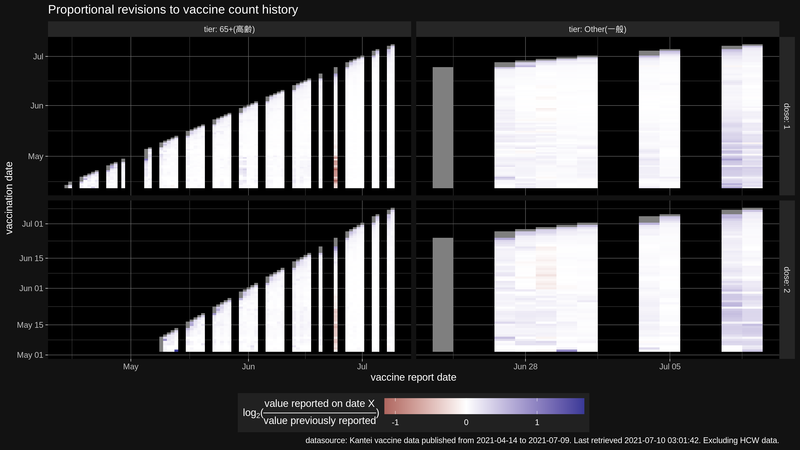 Proportional revisions to vaccine count history
tier: 65+(高齢)
tier: Other(一般)
Jul
Jun
May
dose: 1
vaccination date
Jul 01
Jun 15
Jun 01
May 15
May 01
dose: 2
May
Jun
Jul
Jun 28
Jul 05
vaccine report date
log2(value reported on date X
value previously reported)
-1
0
1
datasource: Kantei vaccine data published from 2021-04-14 to 2021-07-09. Last retrieved 2021-07-10 03:01:42. Excluding HCW data.